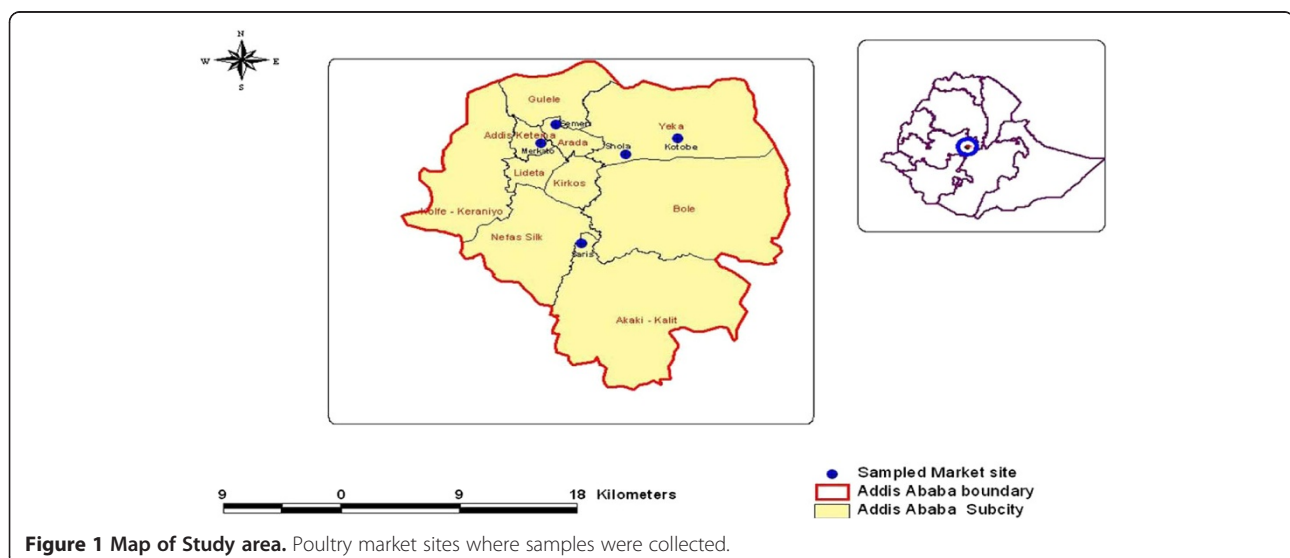 N
W E
S
Gulele
Semen
Addis Ketema
Merkato
Arada
Yeka
Shola
Kotobe
Lideta
Kirkos
Bole
Kolfe - Keraniyo
Nefas Silk
Saris
Akaki - Kalit
Sampled Market site
9 0 9 18 Kilometers
Addis Ababa boundary
Addis Ababa Subcity
Figure 1 Map of Study area. Poultry market sites where samples were collected.